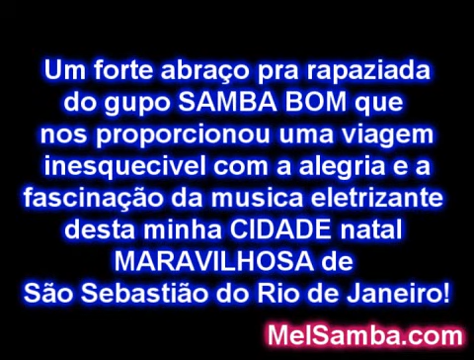 Um forte abraço pra rapaziada
do gupo SAMBA BOM que
nos proporcionou uma viagem
inesquecivel com a alegria e a
fascinação da musica eletrizante
desta minha CIDADE natal
MARAVILHOSA de
São Sebastião do Rio de Janeiro!
MelSamba.com